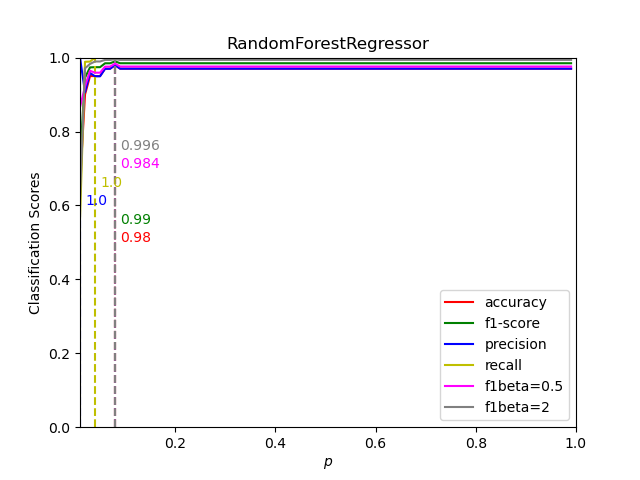 RandomForestRegressor
1.0
0.8
0.6
0.4
0.2
0.0
Classification Scores
0.996
0.984
1.0
1.0
0.99
0.98
accuracy
f1-score
precision
recall
f1beta=0.5
f1beta=2
0.2
0.4
0.6
0.8
1.0
p